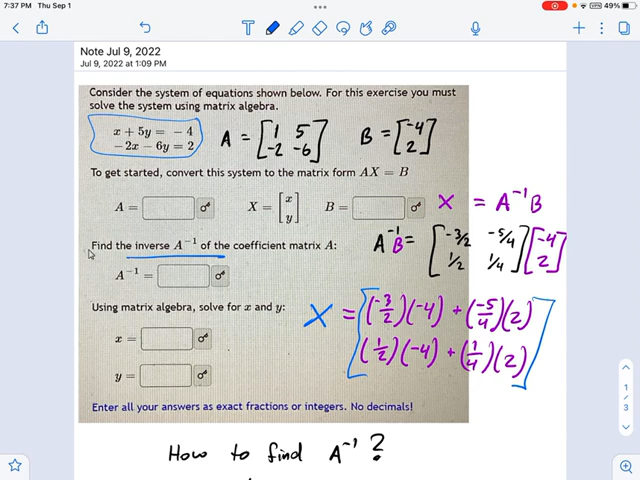 7:37 PM Thu Sep 1
VPN 49%
Note Jul 9, 2022
Jul 9, 2022 at 1:09 PM
Consider the system of equations shown below. For this exercise you must
solve the system using matrix algebra.
x + 5y = − 4
−2x − 6y = 2
A = [1 5
-2 -6]
B = [-4
2]
To get started, convert this system to the matrix form AX = B
A =
X = [x
y]
B =
X = A⁻¹B
Find the inverse A⁻¹ of the coefficient matrix A:
A⁻¹B = [-3/2 -5/4
1/2 1/4] [-4
2]
A⁻¹ =
Using matrix algebra, solve for x and y:
X = [(-3/2)(-4) + (-5/4)(2)
(1/2)(-4) + (1/4)(2)]
x =
y =
Enter all your answers as exact fractions or integers. No decimals!
How to find A⁻¹?
1
/
3